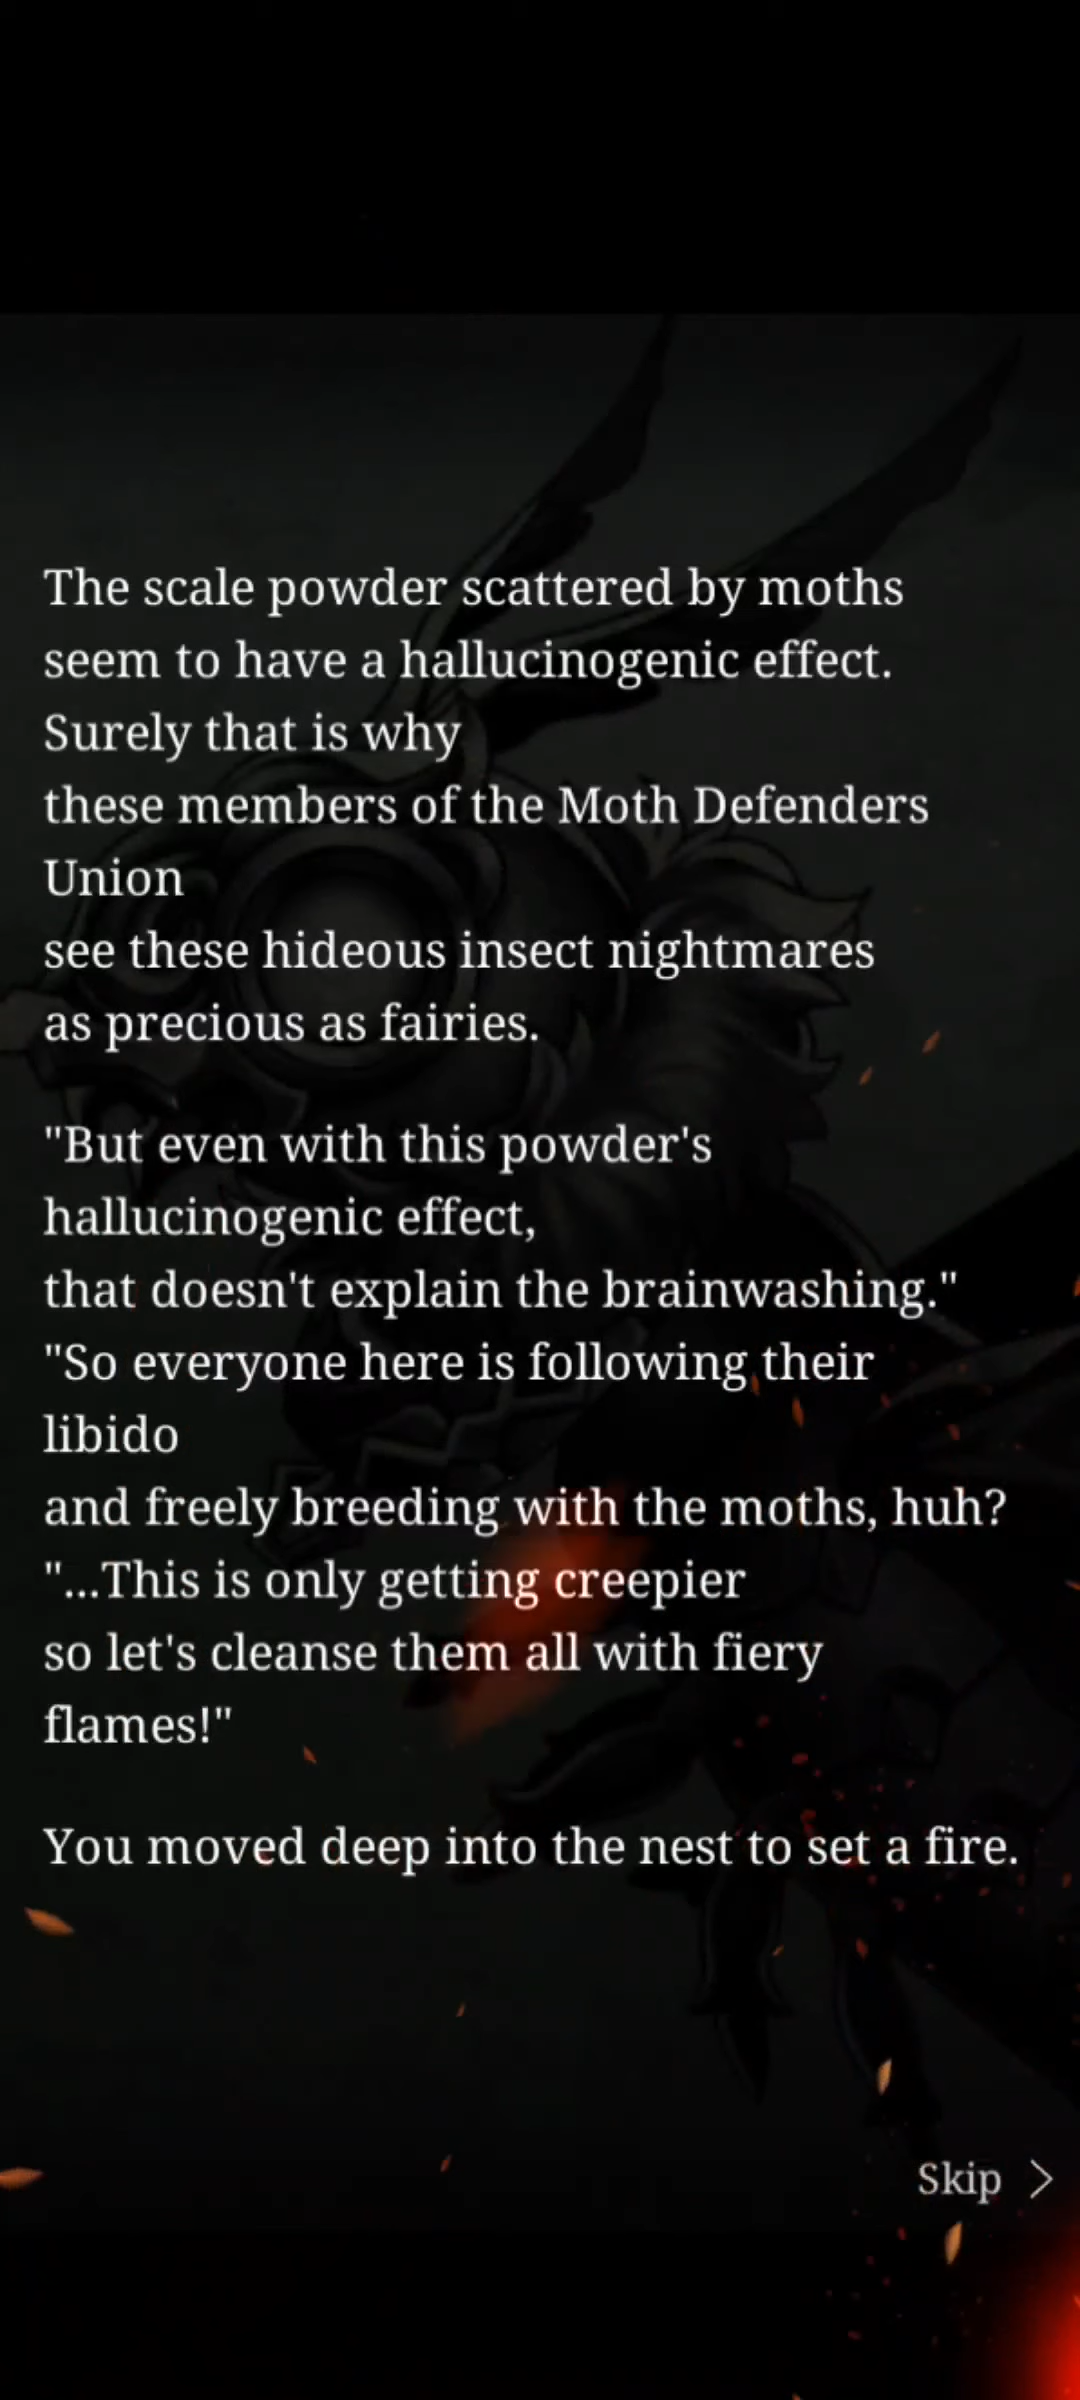 The scale powder scattered by moths
seem to have a hallucinogenic effect.
Surely that is why
these members of the Moth Defenders
Union
see these hideous insect nightmares
as precious as fairies.
"But even with this powder's
hallucinogenic effect,
that doesn't explain the brainwashing."
"So everyone here is following their
libido
and freely breeding with the moths, huh?
"...This is only getting creepier
so let's cleanse them all with fiery
flames!"
You moved deep into the nest to set a fire.
Skip >